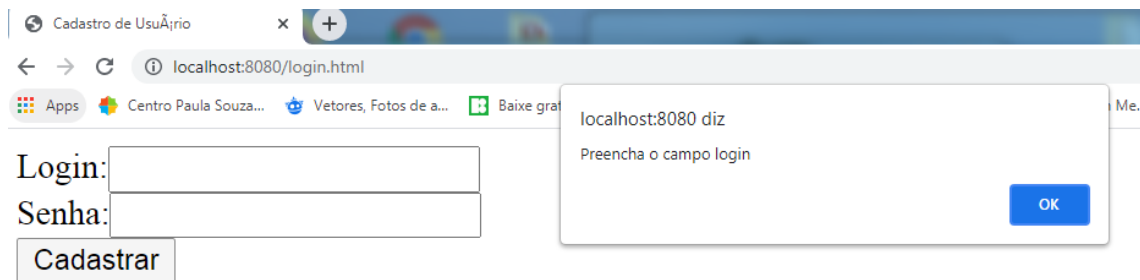 Cadastro de UsuÃ¡rio
localhost:8080/login.html
Apps Centro Paula Souza... Vetores, Fotos de a... Baixe grat Me.
localhost:8080 diz
Preencha o campo login
OK
Login:
Senha:
Cadastrar